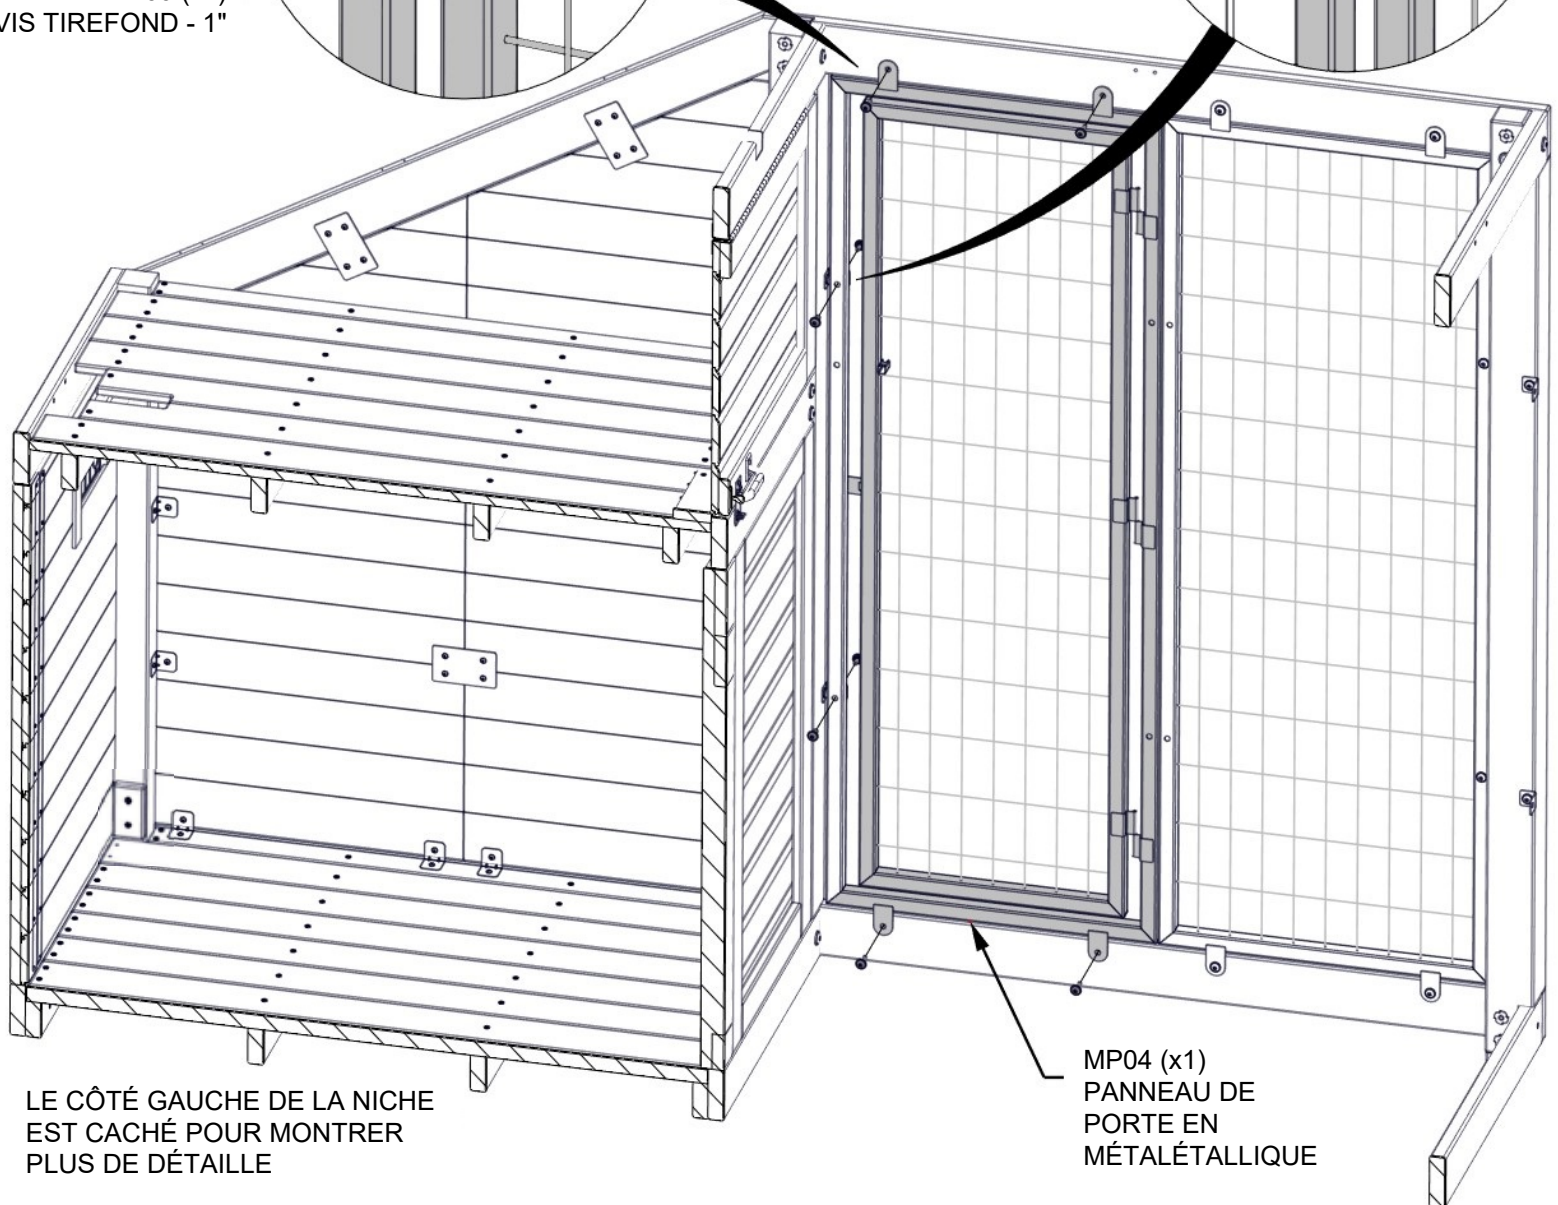 VIS TIREFOND - 1"
LE CÔTÉ GAUCHE DE LA NICHE
EST CACHÉ POUR MONTRER
PLUS DE DÉTAILLE
MP04 (x1)
PANNEAU DE
PORTE EN
MÉTALÉTALLIQUE